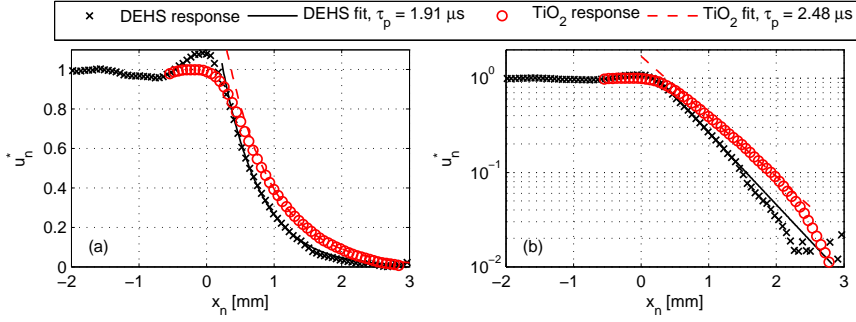 DEHS response DEHS fit, τp = 1.91 μs TiO2 response TiO2 fit, τp = 2.48 μs
1
0.8
0.6
0.4
0.2
0
−2 −1 0 1 2 3
un*
xn [mm]
(a)
10^0
10^−1
10^−2
−2 −1 0 1 2 3
un*
xn [mm]
(b)